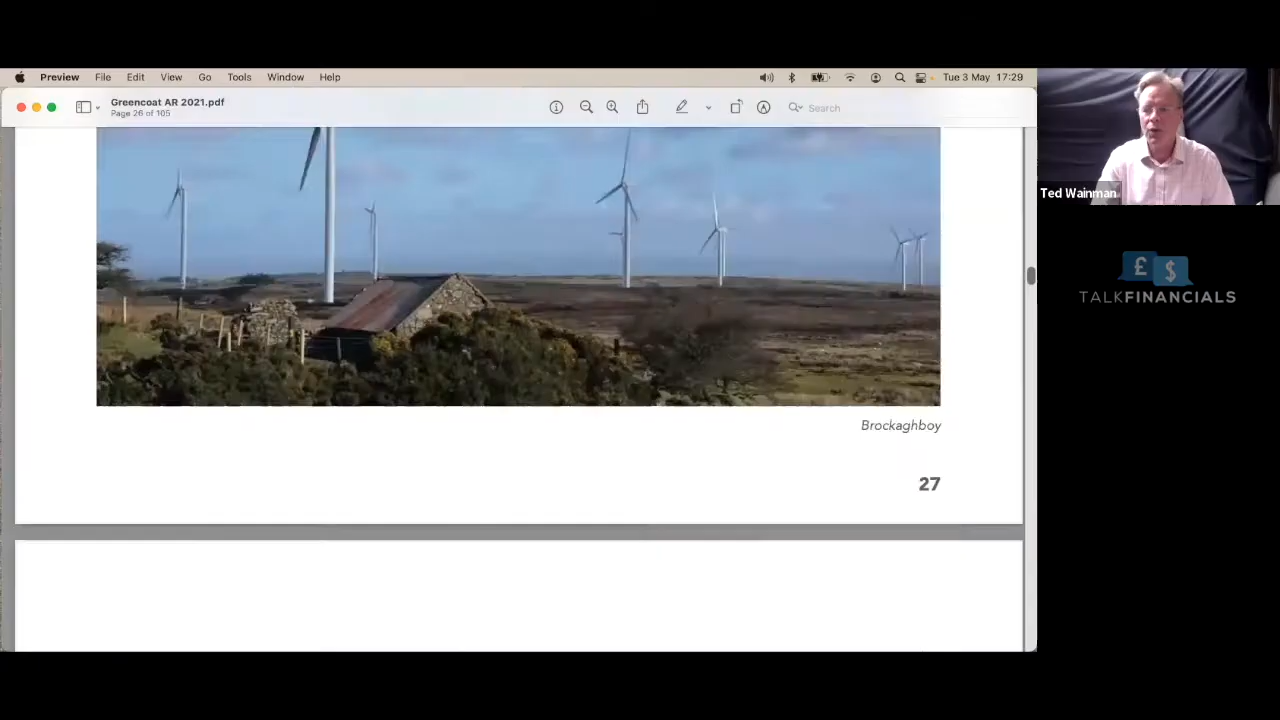 Preview File Edit View Go Tools Window Help
Tue 3 May 17:29
Greencoat AR 2021.pdf
Page 26 of 105
Search
Ted Wainman
£ $
TALKFINANCIALS
Brockaghboy
27